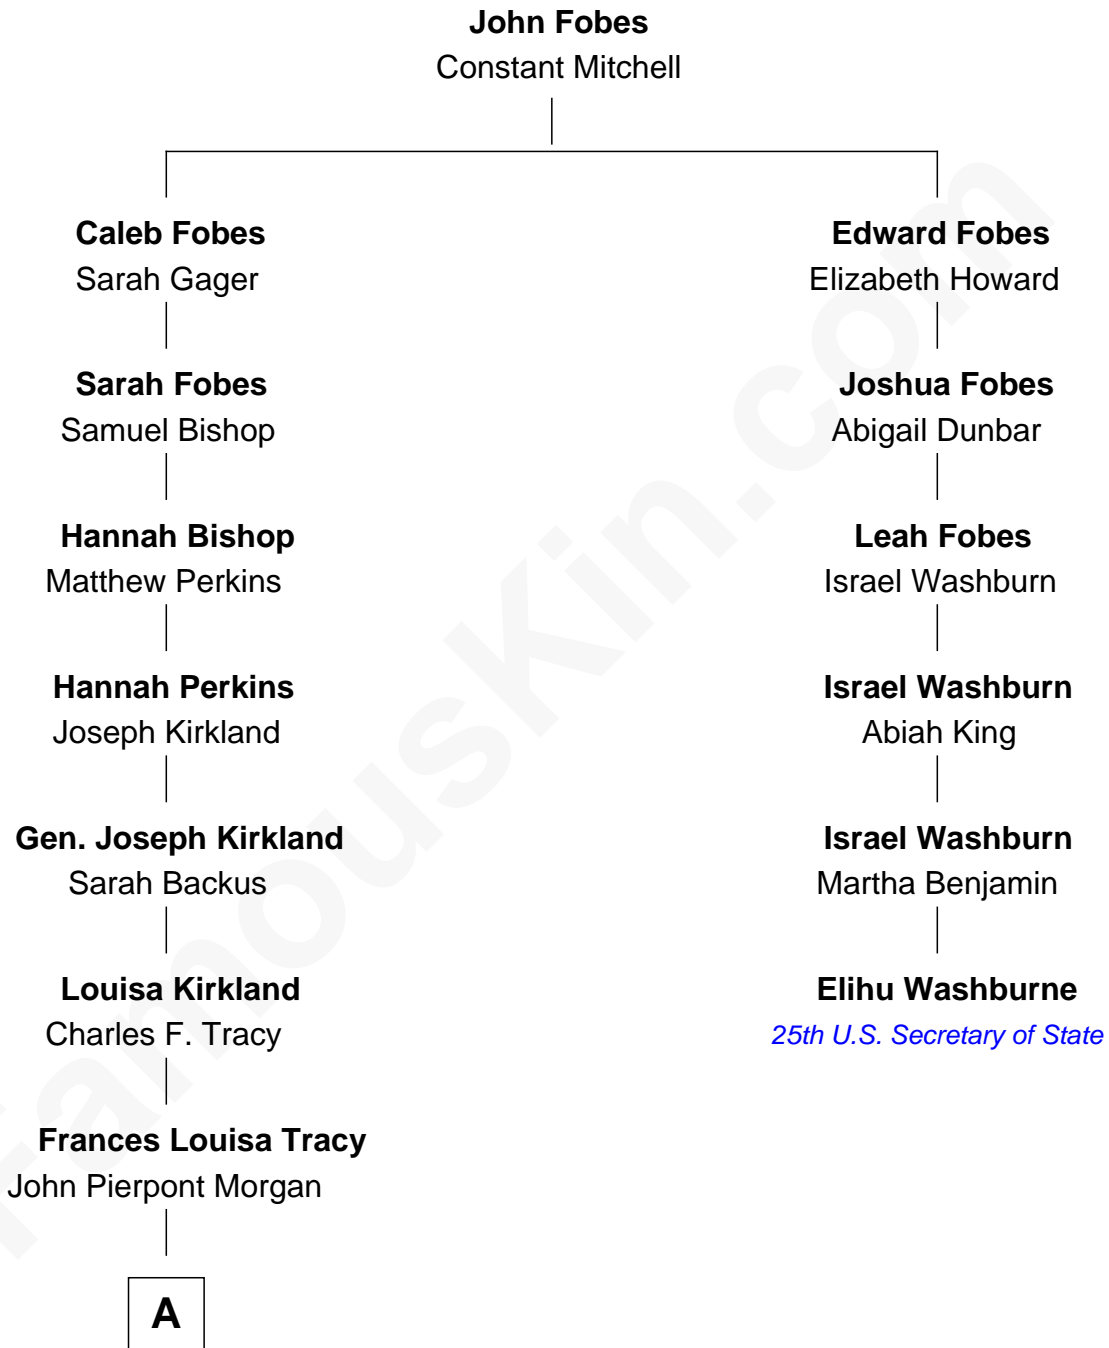 John Fobes
Constant Mitchell
Caleb Fobes
Sarah Gager
Edward Fobes
Elizabeth Howard
Sarah Fobes
Samuel Bishop
Joshua Fobes
Abigail Dunbar
Hannah Bishop
Matthew Perkins
Leah Fobes
Israel Washburn
Hannah Perkins
Joseph Kirkland
Israel Washburn
Abiah King
Gen. Joseph Kirkland
Sarah Backus
Israel Washburn
Martha Benjamin
Louisa Kirkland
Charles F. Tracy
Elihu Washburne
25th U.S. Secretary of State
Frances Louisa Tracy
John Pierpont Morgan
A
FamousKin.com